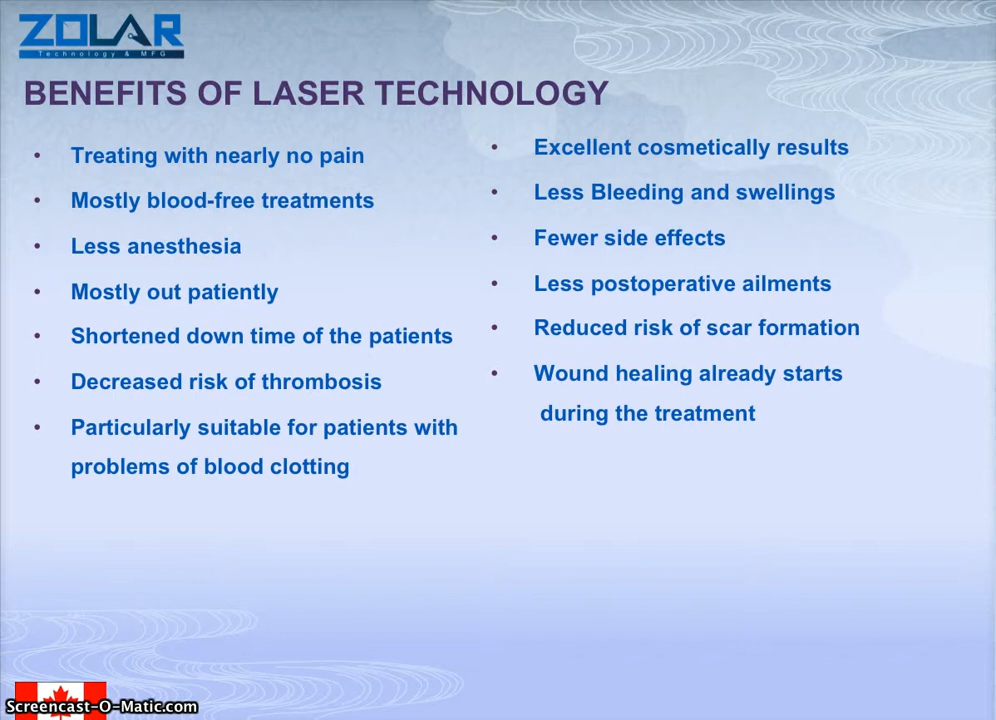 ZOLAR
Technology & MFG
BENEFITS OF LASER TECHNOLOGY
• Treating with nearly no pain
• Mostly blood-free treatments
• Less anesthesia
• Mostly out patiently
• Shortened down time of the patients
• Decreased risk of thrombosis
• Particularly suitable for patients with
problems of blood clotting
• Excellent cosmetically results
• Less Bleeding and swellings
• Fewer side effects
• Less postoperative ailments
• Reduced risk of scar formation
• Wound healing already starts
during the treatment
Screencast-O-Matic.com